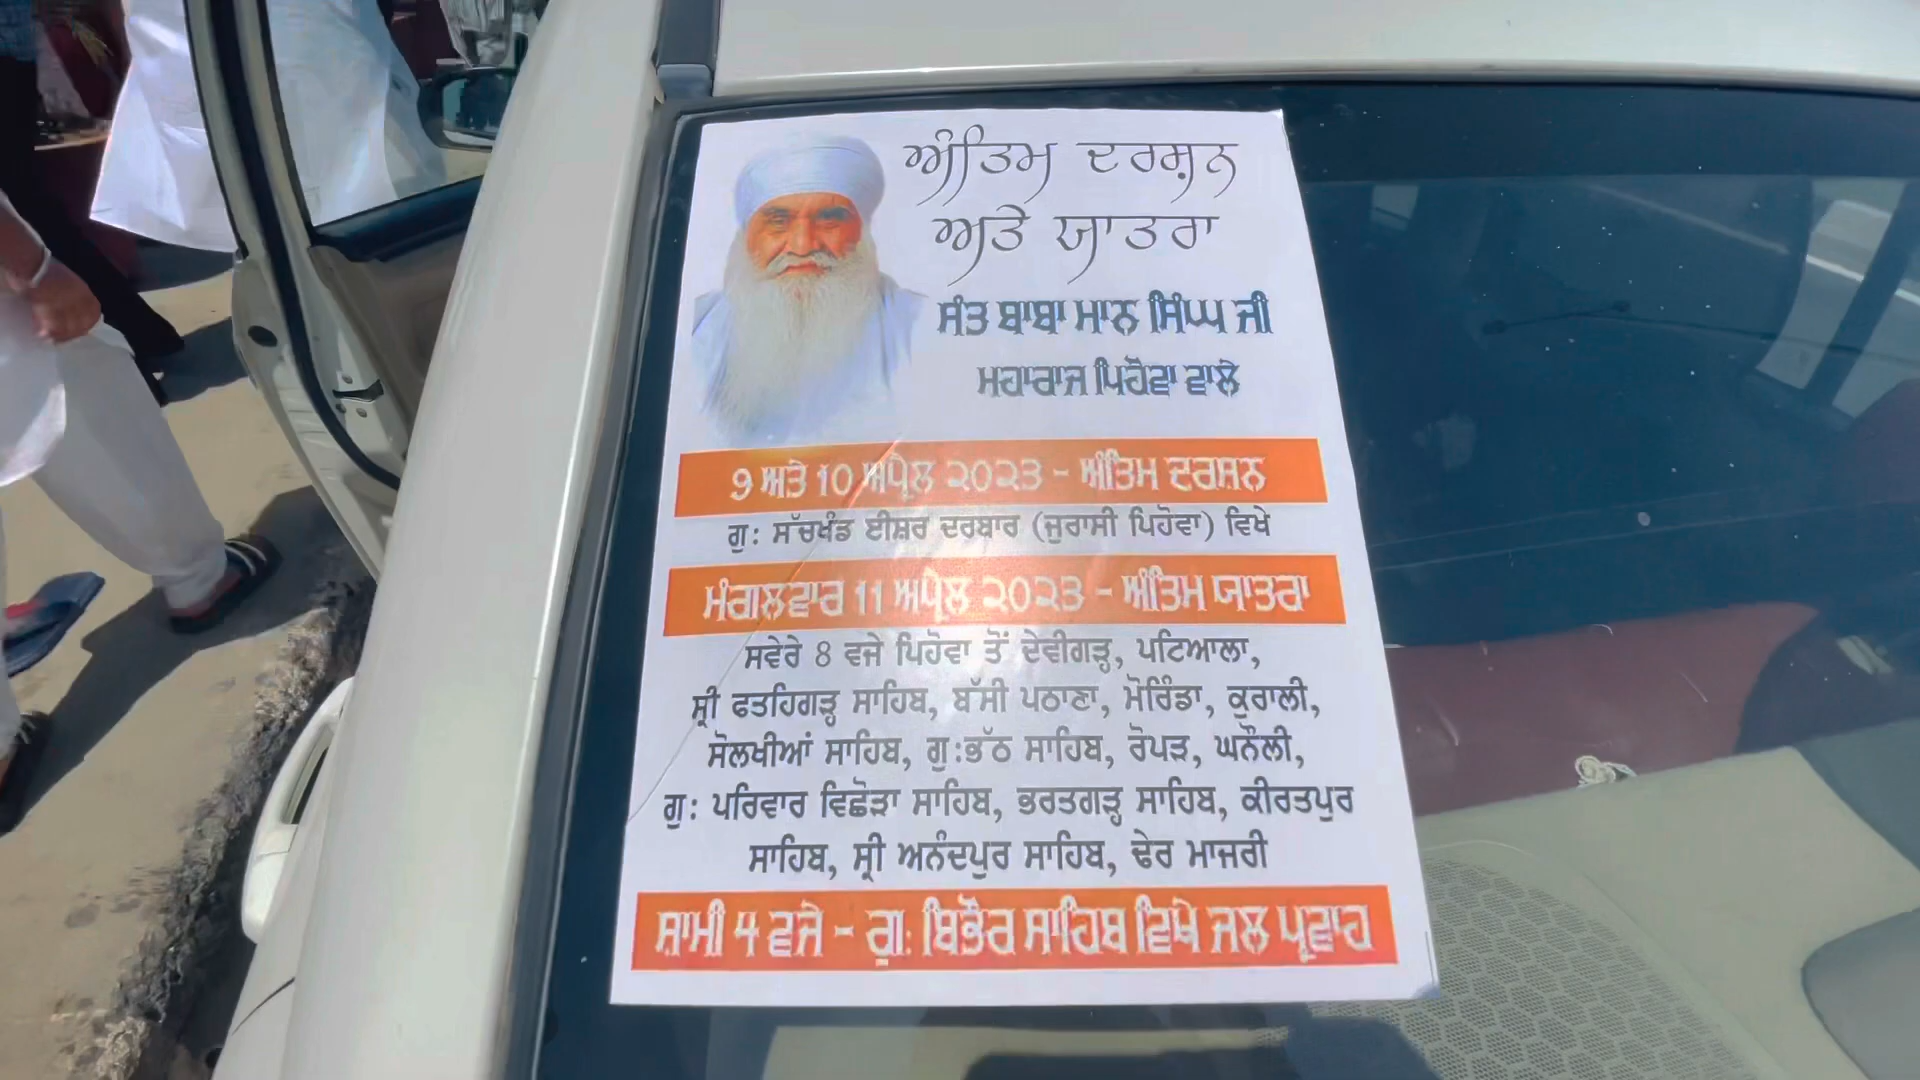 ਅੰਤਿਮ ਦਰਸ਼ਨ
ਅਤੇ ਯਾਤਰਾ
ਸੰਤ ਬਾਬਾ ਮਾਨ ਸਿੰਘ ਜੀ
ਮਹਾਰਾਜ ਪਿਹੋਵਾ ਵਾਲੇ
9 ਅਤੇ 10 ਅਪ੍ਰੈਲ ੨੦੨੩ - ਅੰਤਿਮ ਦਰਸ਼ਨ
ਗੁ: ਸੱਚਖੰਡ ਈਸ਼ਰ ਦਰਬਾਰ (ਜੁਰਾਸੀ ਪਿਹੋਵਾ) ਵਿਖੇ
ਮੰਗਲਵਾਰ 11 ਅਪ੍ਰੈਲ ੨੦੨੩ - ਅੰਤਿਮ ਯਾਤਰਾ
ਸਵੇਰੇ 8 ਵਜੇ ਪਿਹੋਵਾ ਤੋਂ ਦੇਵੀਗੜ੍ਹ, ਪਟਿਆਲਾ,
ਸ੍ਰੀ ਫਤਹਿਗੜ੍ਹ ਸਾਹਿਬ, ਬੱਸੀ ਪਠਾਣਾ, ਮੋਰਿੰਡਾ, ਕੁਰਾਲੀ,
ਸੋਲਖੀਆਂ ਸਾਹਿਬ, ਗੁ:ਭੱਠ ਸਾਹਿਬ, ਰੋਪੜ, ਘਨੌਲੀ,
ਗੁ: ਪਰਿਵਾਰ ਵਿਛੋੜਾ ਸਾਹਿਬ, ਭਰਤਗੜ੍ਹ ਸਾਹਿਬ, ਕੀਰਤਪੁਰ
ਸਾਹਿਬ, ਸ੍ਰੀ ਅਨੰਦਪੁਰ ਸਾਹਿਬ, ਢੇਰ ਮਾਜਰੀ
ਸ਼ਾਮੀ 4 ਵਜੇ - ਗੁ: ਬਿਭੌਰ ਸਾਹਿਬ ਵਿਖੇ ਜਲ ਪ੍ਰਵਾਹ